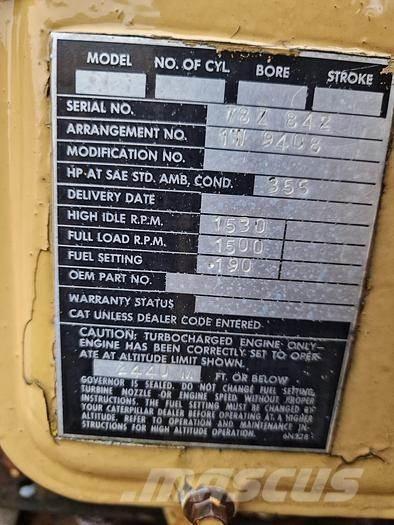 MODEL NO. OF CYL. BORE STROKE
SERIAL NO. 78Z 842
ARRANGEMENT NO. 1W 9408
MODIFICATION NO.
HP AT SAE STD. AMB, COND. 355
DELIVERY DATE
HIGH IDLE R.P.M. 1530
FULL LOAD R.P.M. 1500
FUEL SETTING .190
OEM PART NO.
WARRANTY STATUS
CAT UNLESS DEALER CODE ENTERED
CAUTION: TURBOCHARGED ENGINE ONLY-
ENGINE HAS BEEN CORRECTLY SET TO OPER-
ATE AT ALTITUDE LIMIT SHOWN.
2440 M FT. OR BELOW
GOVERNOR IS SEALED. DO NOT CHANGE FUEL SETTING,
TURBINE NOZZLE OR ENGINE SPEED WITHOUT PROPER
INSTRUCTIONS. THE FUEL SETTING MUST BE CHANGED BY
YOUR CATERPILLAR DEALER BEFORE OPERATING AT A HIGHER
ALTITUDE. REFER TO OPERATION AND MAINTENANCE IN-
STRUCTIONS FOR HIGH ALTITUDE OPERATION.
mascus